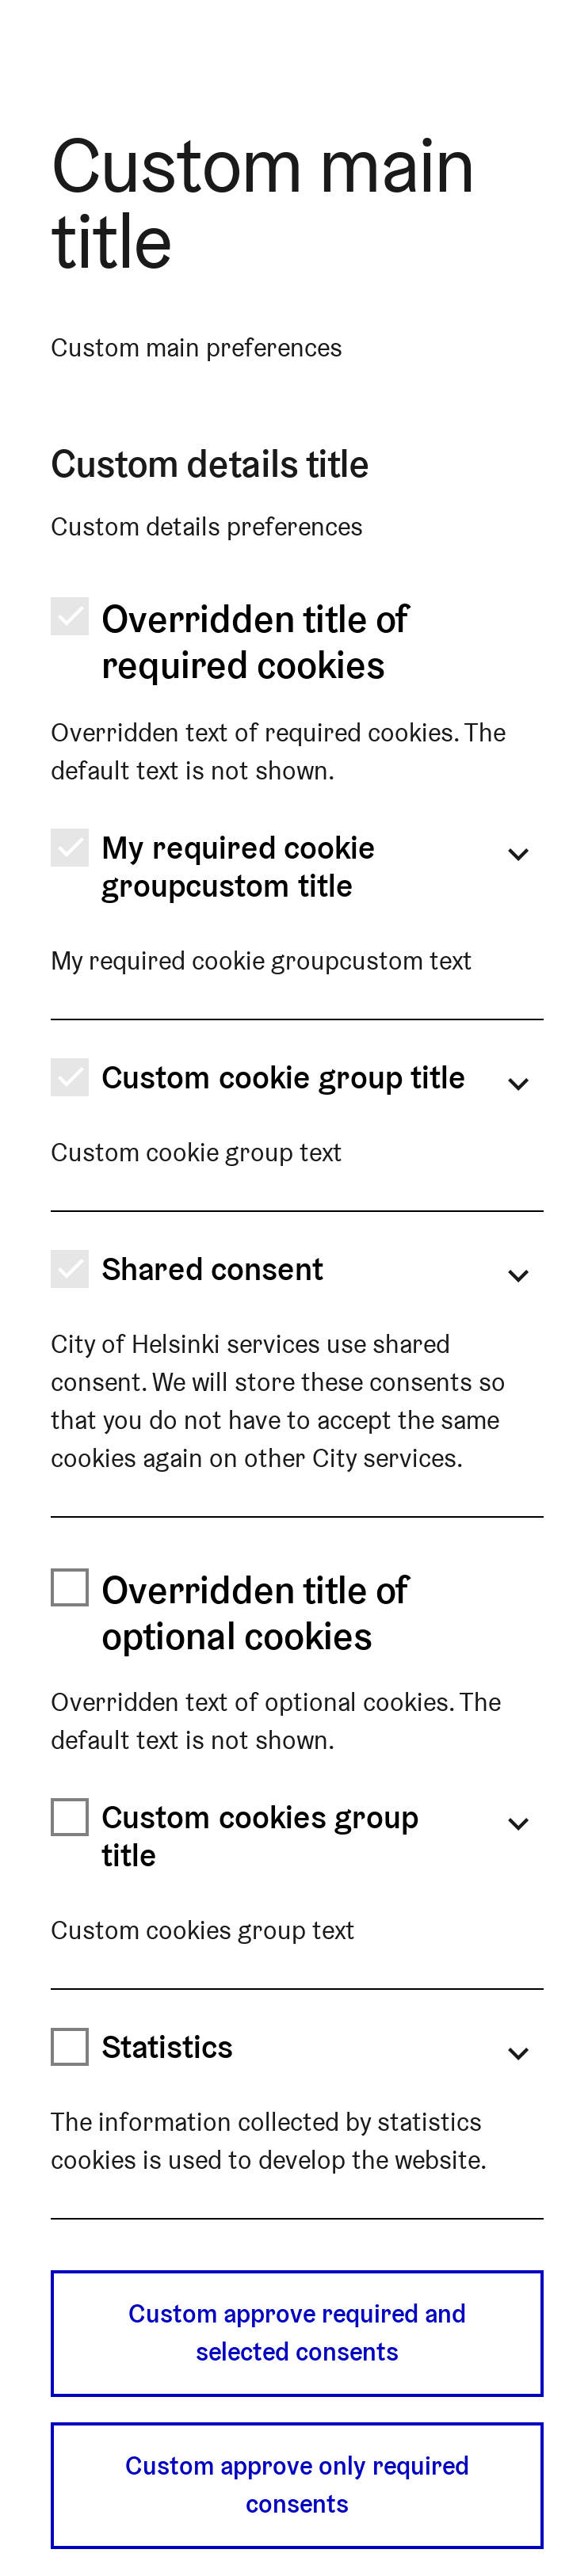 Custom main
title
Custom main preferences
Custom details title
Custom details preferences
Overridden title of
required cookies
Overridden text of required cookies. The
default text is not shown.
My required cookie
groupcustom title
My required cookie groupcustom text
Custom cookie group title
Custom cookie group text
Shared consent
City of Helsinki services use shared
consent. We will store these consents so
that you do not have to accept the same
cookies again on other City services.
Overridden title of
optional cookies
Overridden text of optional cookies. The
default text is not shown.
Custom cookies group
title
Custom cookies group text
Statistics
The information collected by statistics
cookies is used to develop the website.
Custom approve required and
selected consents
Custom approve only required
consents